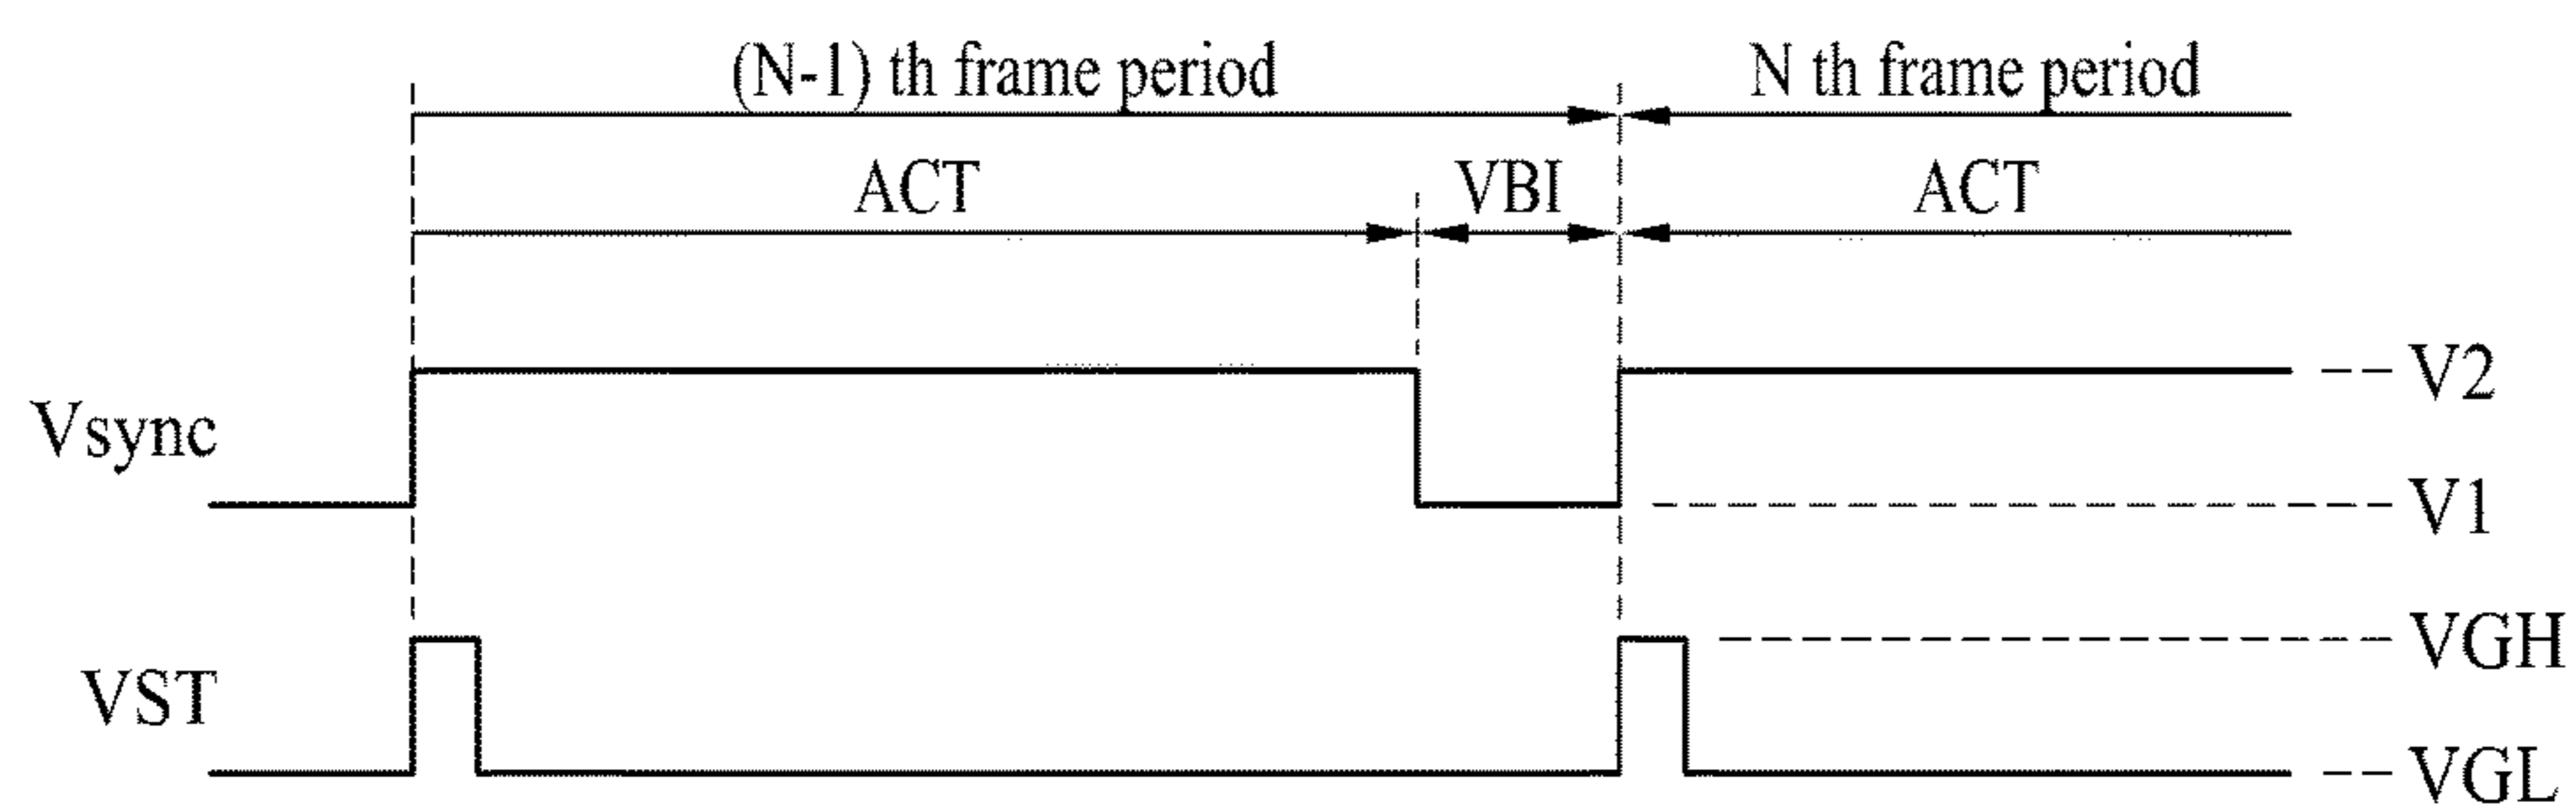 (N-1) th frame period N th frame period
ACT VBI ACT
V2
Vsync
V1
VGH
VST
VGL